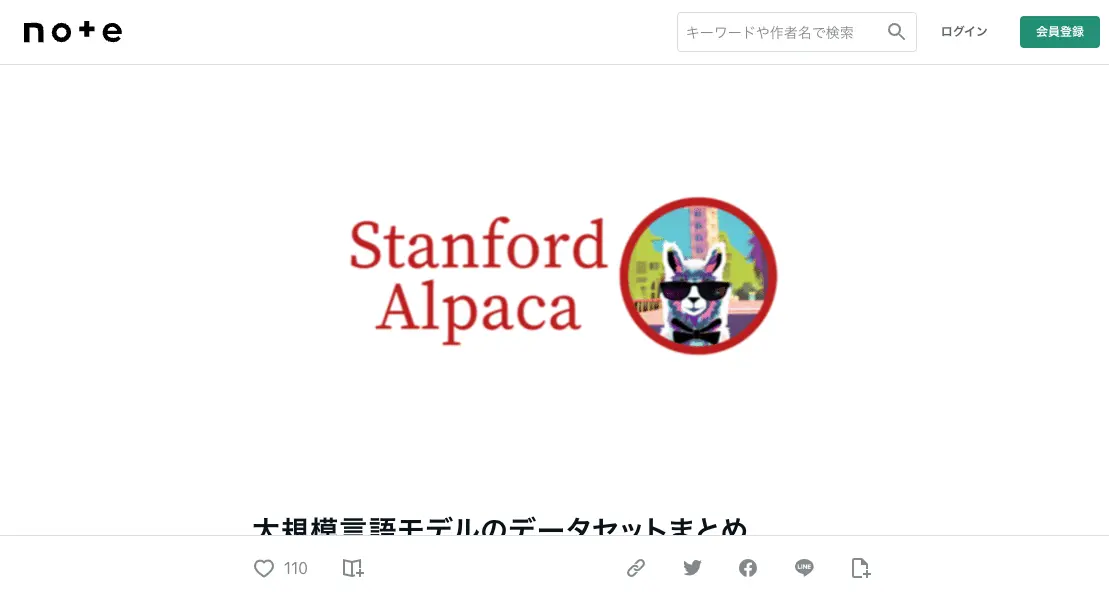 note
キーワードや作者名で検索
ログイン
会員登録
Stanford
Alpaca
大規模言語モデルのデータセットまとめ
110
LINE